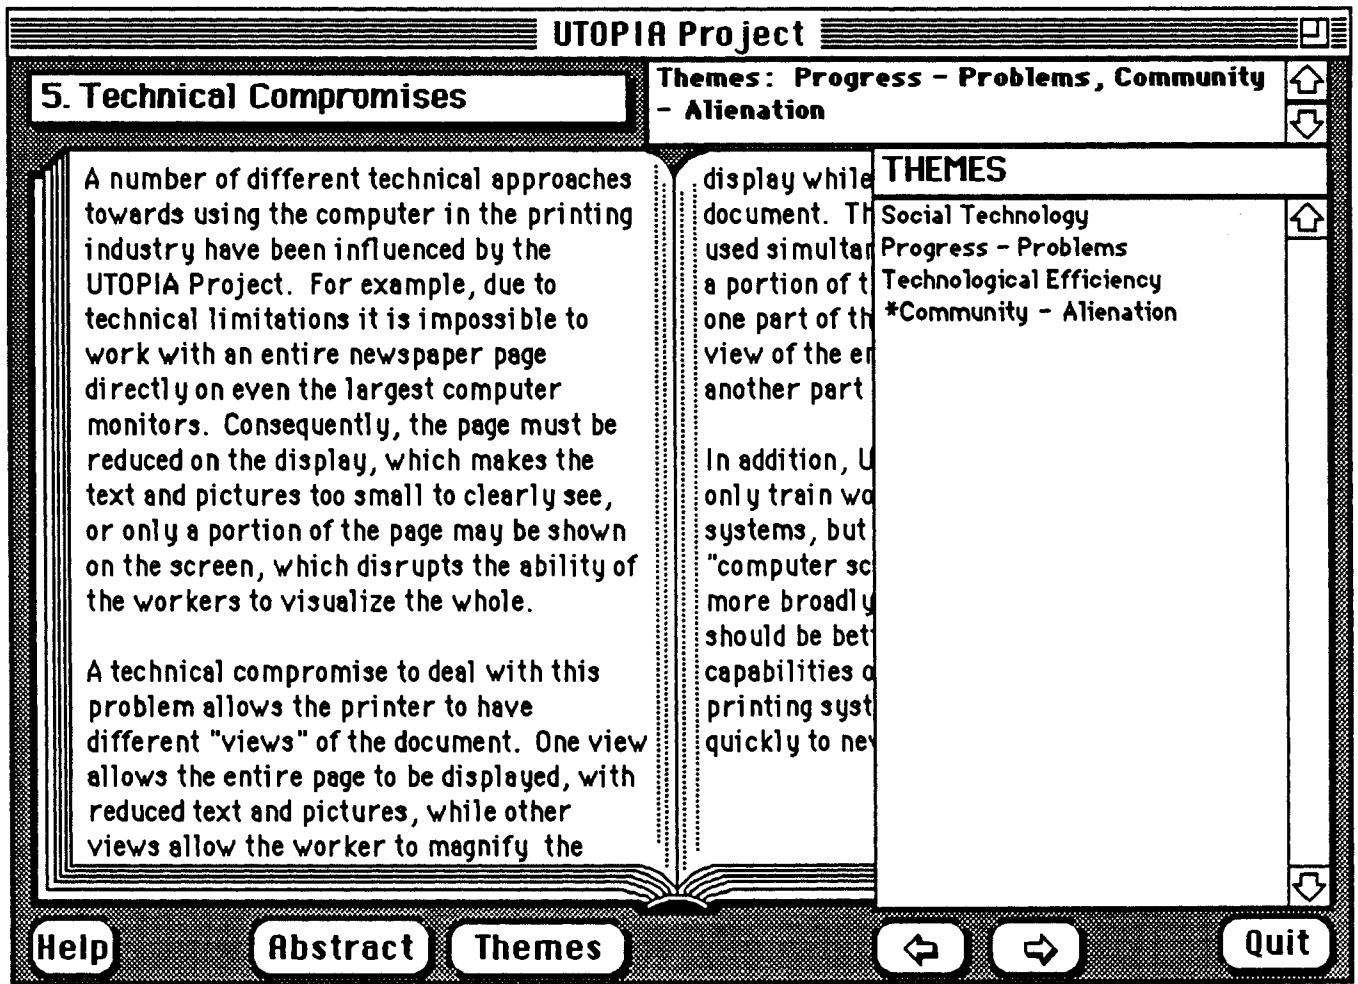 UTOPIA Project
5. Technical Compromises
Themes: Progress - Problems, Community
- Alienation
A number of different technical approaches
towards using the computer in the printing
industry have been influenced by the
UTOPIA Project. For example, due to
technical limitations it is impossible to
work with an entire newspaper page
directly on even the largest computer
monitors. Consequently, the page must be
reduced on the display, which makes the
text and pictures too small to clearly see,
or only a portion of the page may be shown
on the screen, which disrupts the ability of
the workers to visualize the whole.
A technical compromise to deal with this
problem allows the printer to have
different "views" of the document. One view
allows the entire page to be displayed, with
reduced text and pictures, while other
views allow the worker to magnify the
display while
document.
used
a portion of
one part of
view of the
another part
In addition,
only train
systems, but
"computer
more broadly
should be
capabilities
printing
quickly to
THEMES
Social Technology
Progress - Problems
Technological Efficiency
*Community - Alienation
Help
Abstract
Themes
Quit